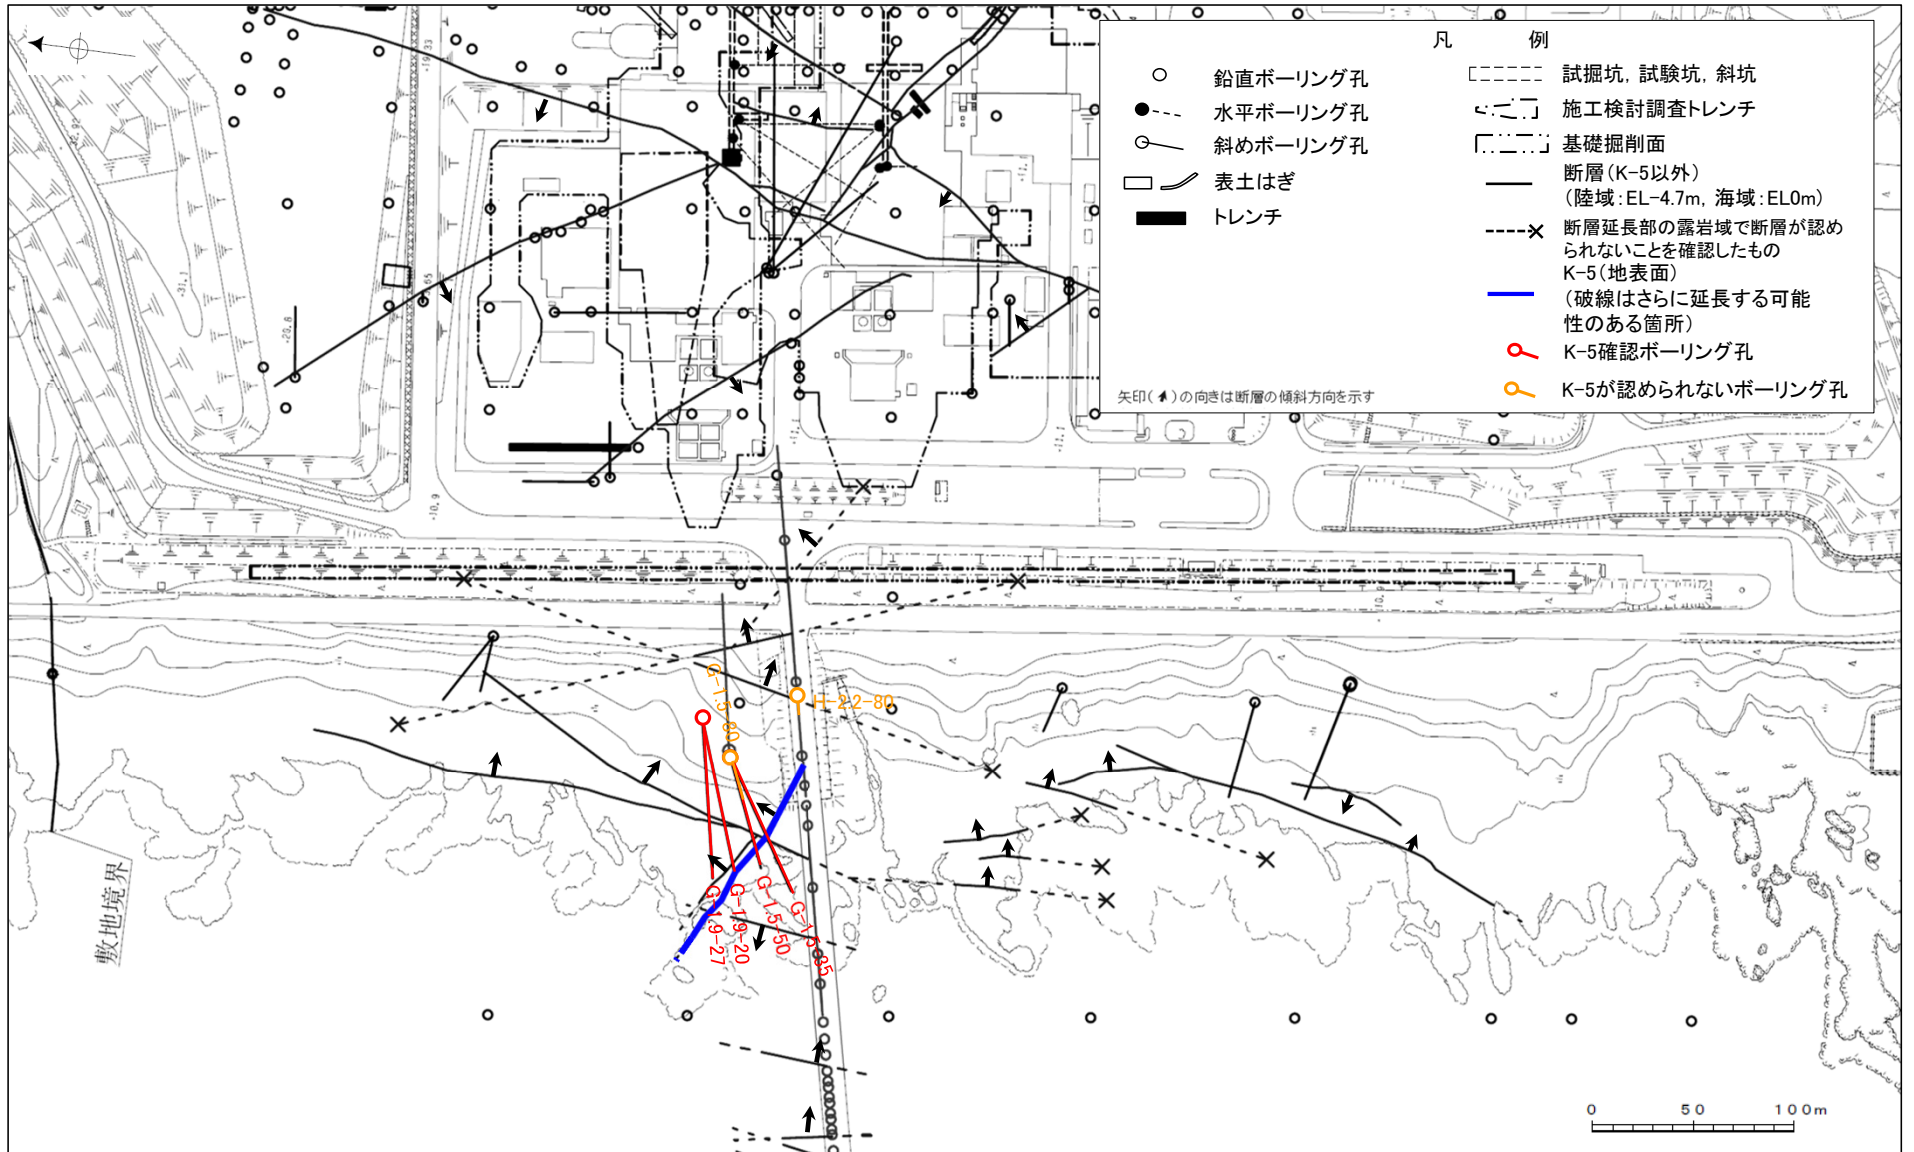 凡　例
鉛直ボーリング孔
水平ボーリング孔
斜めボーリング孔
表土はぎ
トレンチ
試掘坑，試験坑，斜坑
施工検討調査トレンチ
基礎掘削面
断層（K-5以外）
（陸域：EL-4.7m，海域：EL0m）
断層延長部の露岩域で断層が認め
られないことを確認したもの
K-5（地表面）
（破線はさらに延長する可能
性のある箇所）
K-5確認ボーリング孔
K-5が認められないボーリング孔
矢印（ ）の向きは断層の傾斜方向を示す
G-1.5-80
H-2.2-80
G-1.9-27
G-1.9-20
G-1.5-50
G-1.5-35
敷地境界
0 50 100m